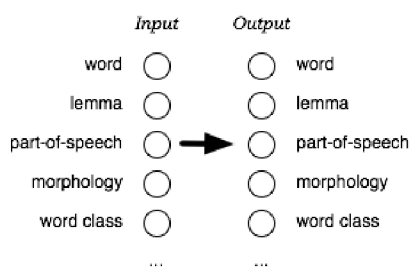 Input Output
word word
lemma lemma
part-of-speech part-of-speech
morphology morphology
word class word class
... ...